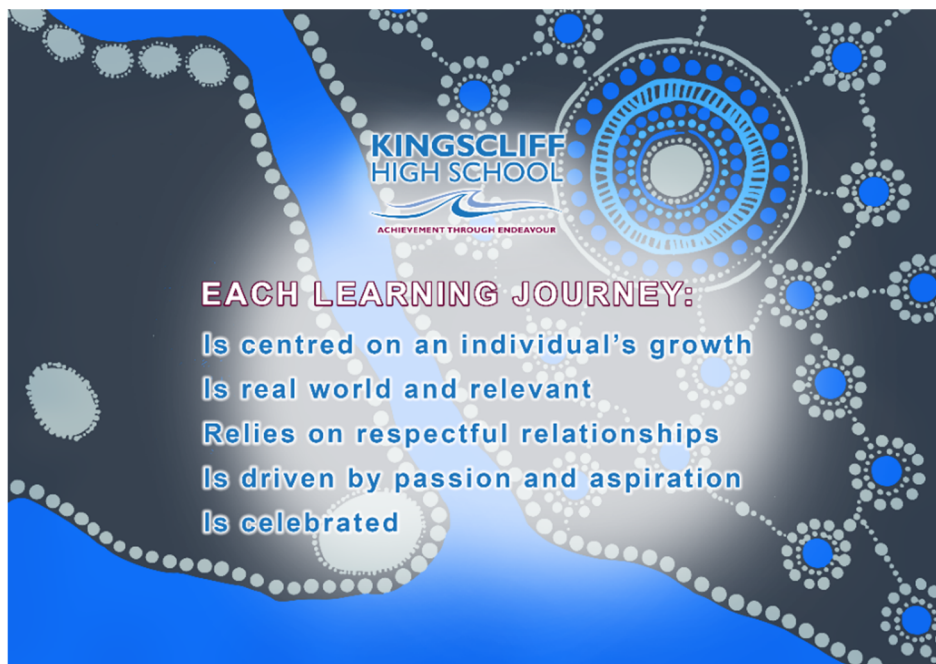 KINGSCLIFF
HIGH SCHOOL
ACHIEVEMENT THROUGH ENDEAVOUR
EACH LEARNING JOURNEY:
Is centred on an individual's growth
Is real world and relevant
Relies on respectful relationships
Is driven by passion and aspiration
Is celebrated